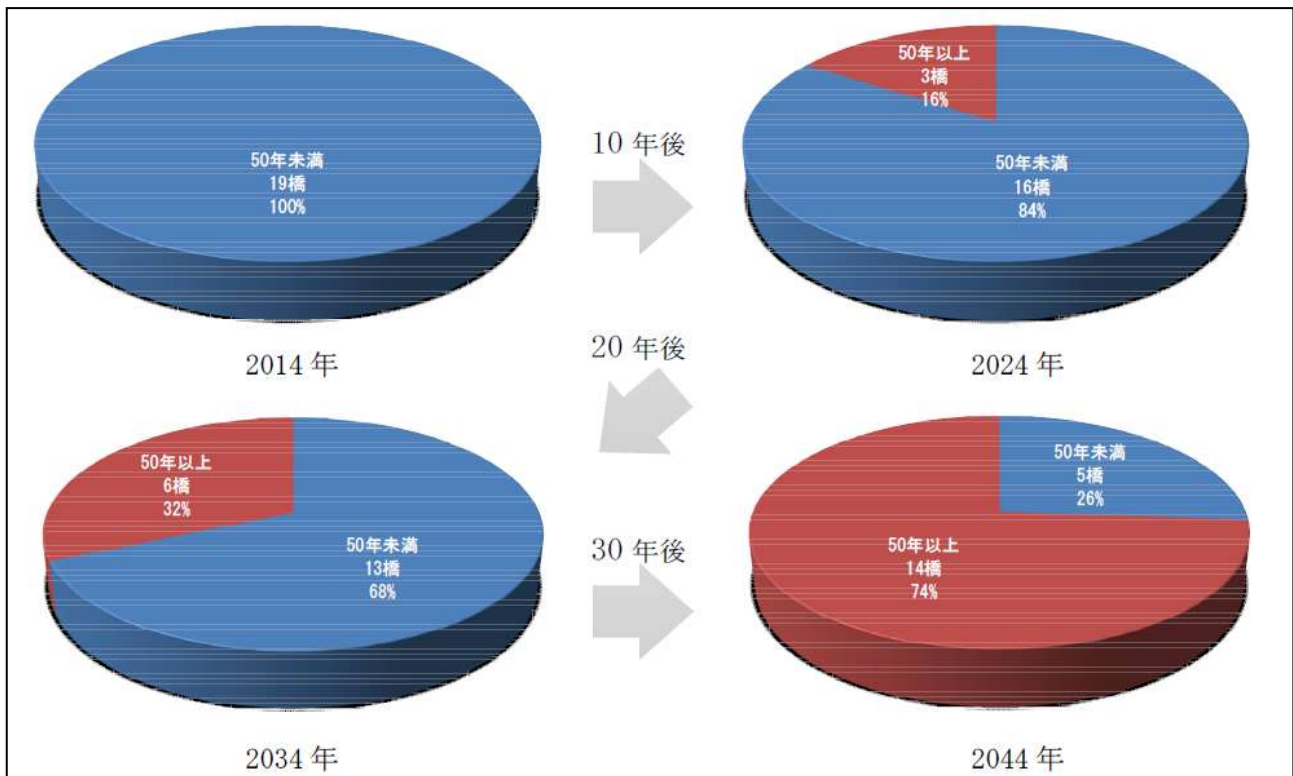 50年未満
19橋
100%
2014 年
10 年後
50年以上
3橋
16%
50年未満
16橋
84%
2024 年
20 年後
50年以上
6橋
32%
50年未満
13橋
68%
2034 年
30 年後
50年未満
5橋
26%
50年以上
14橋
74%
2044 年